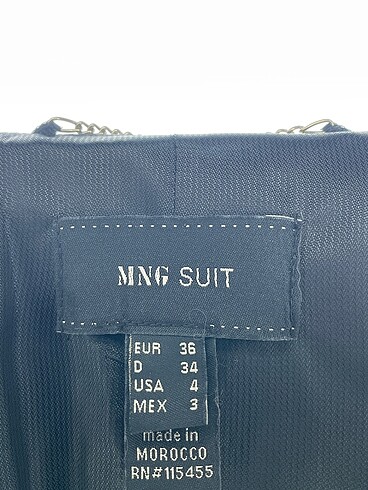 MNG SUIT
EUR 36
D 34
USA 4
MEX 3
made in
MOROCCO
RN#115455